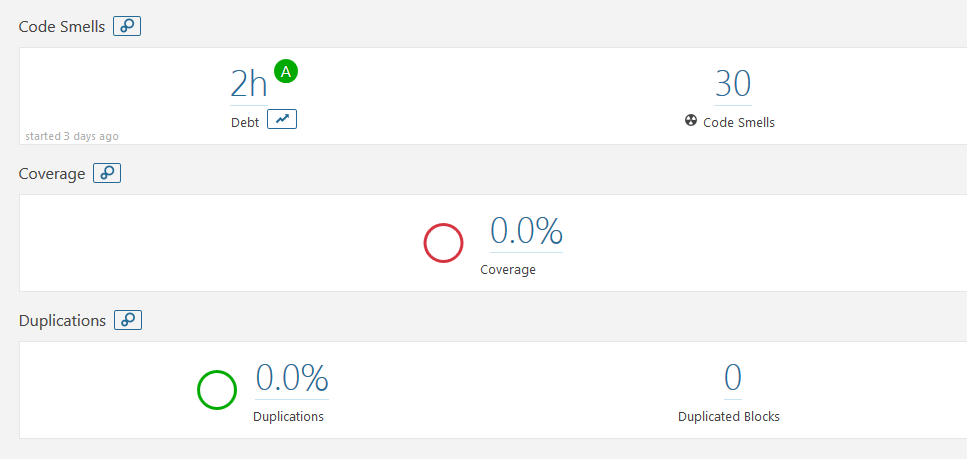 Code Smells
2h A
30
Debt
Code Smells
started 3 days ago
Coverage
0.0%
Coverage
Duplications
0.0%
0
Duplications
Duplicated Blocks